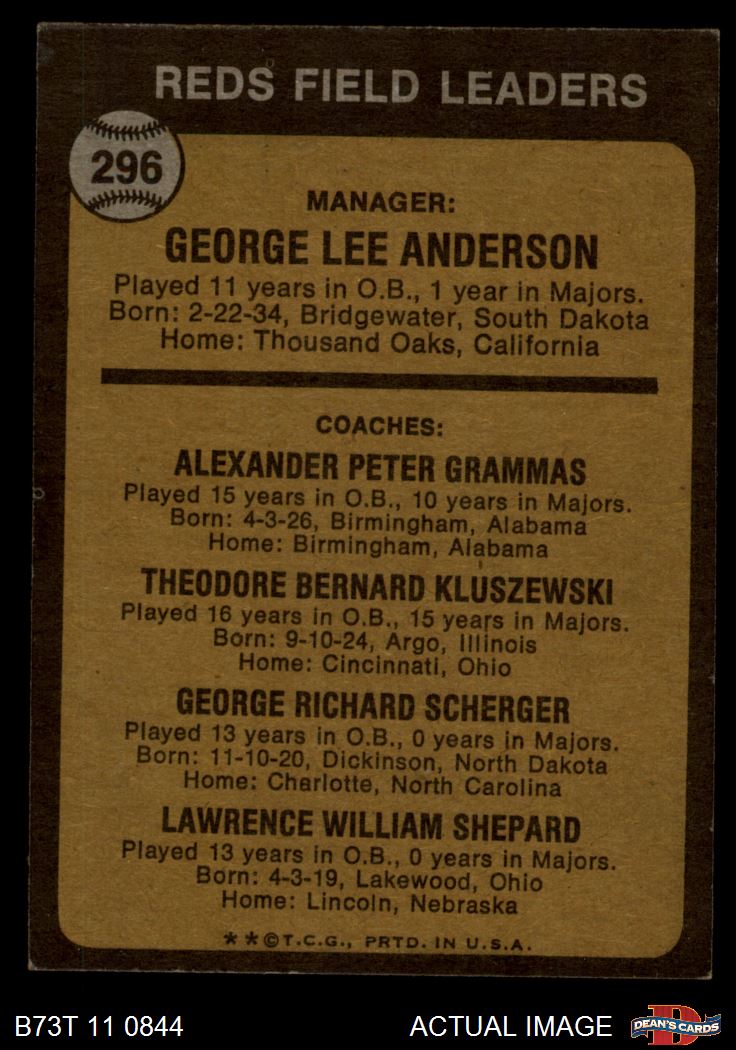 REDS FIELD LEADERS
296
MANAGER:
GEORGE LEE ANDERSON
Played 11 years in O.B., 1 year in Majors.
Born: 2-22-34, Bridgewater, South Dakota
Home: Thousand Oaks, California
COACHES:
ALEXANDER PETER GRAMMAS
Played 15 years in O.B., 10 years in Majors.
Born: 4-3-26, Birmingham, Alabama
Home: Birmingham, Alabama
THEODORE BERNARD KLUSZEWSKI
Played 16 years in O.B., 15 years in Majors.
Born: 9-10-24, Argo, Illinois
Home: Cincinnati, Ohio
GEORGE RICHARD SCHERGER
Played 13 years in O.B., 0 years in Majors.
Born: 11-10-20, Dickinson, North Dakota
Home: Charlotte, North Carolina
LAWRENCE WILLIAM SHEPARD
Played 13 years in O.B., 0 years in Majors.
Born: 4-3-19, Lakewood, Ohio
Home: Lincoln, Nebraska
**©T.C.G., PRTD. IN U.S.A.
B73T 11 0844
ACTUAL IMAGE
D
DEAN'S CARDS